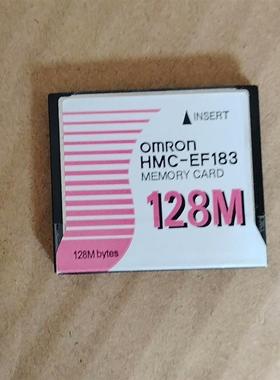 ▲ INSERT
omron
HMC-EF183
MEMORY CARD
128M
128M bytes